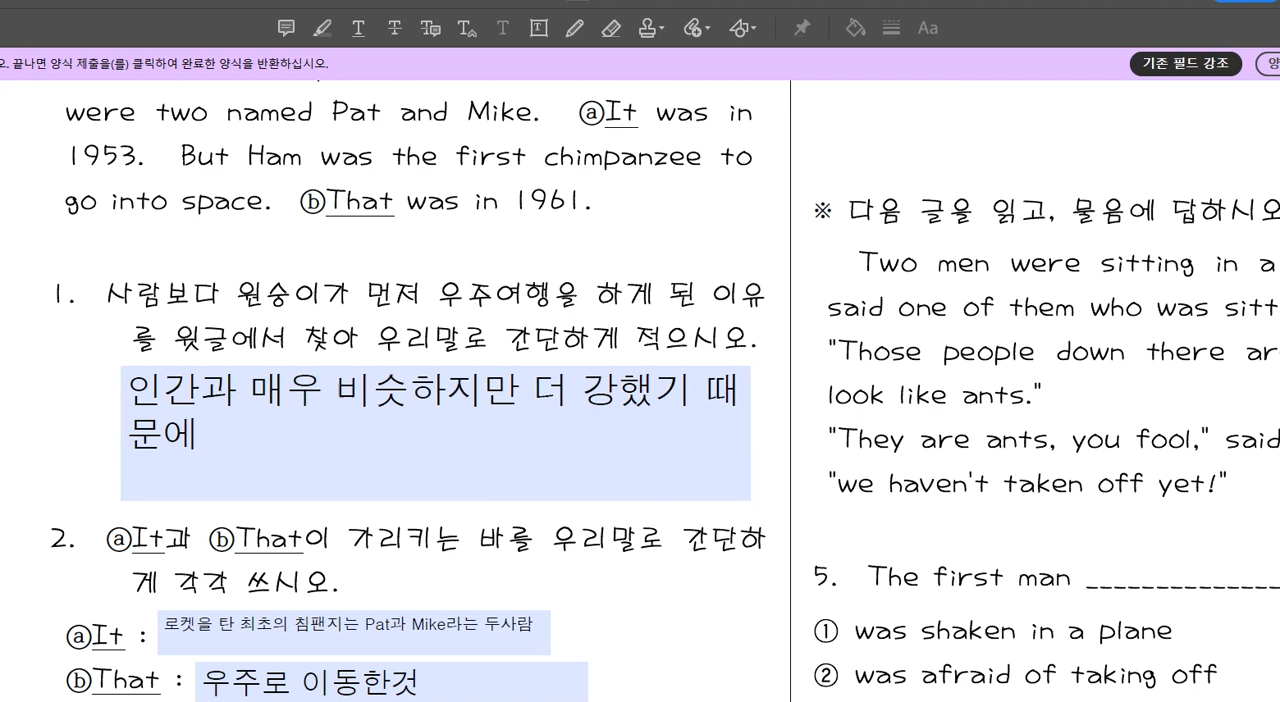 T T T T T T Aa
오. 끝나면 양식 제출을(를) 클릭하여 완료한 양식을 반환하십시오.
기존 필드 강조
were two named Pat and Mike. ⓐIt was in
1953. But Ham was the first chimpanzee to
go into space. ⓑThat was in 1961.
1. 사람보다 원숭이가 먼저 우주여행을 하게 된 이유
를 윗글에서 찾아 우리말로 간단하게 적으시오.
인간과 매우 비슷하지만 더 강했기 때
문에
2. ⓐIt과 ⓑThat이 가리키는 바를 우리말로 간단하
게 각각 쓰시오.
ⓐIt : 로켓을 탄 최초의 침팬지는 Pat과 Mike라는 두사람
ⓑThat : 우주로 이동한것
※ 다음 글을 읽고, 물음에 답하시오
Two men were sitting in a
said one of them who was sitt
"Those people down there are
look like ants."
"They are ants, you fool," said
"we haven't taken off yet!"
5. The first man ______________
① was shaken in a plane
② was afraid of taking off